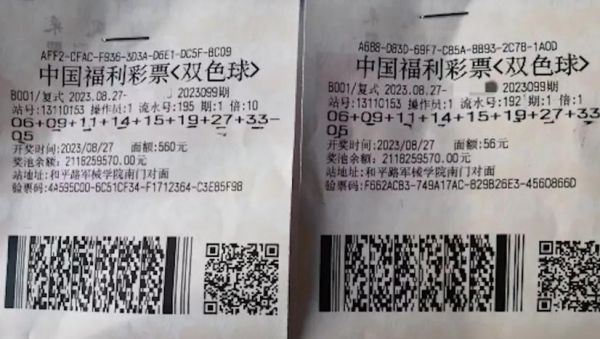 AFF2-CFAC-F936-3D3A-D6E1-DC5F-BC09
中国福利彩票<双色球>
B001/复式 2023.08.27- 2023099期
站号:13110153 操作员:1 流水号:195 期:1 倍:10
06+09+11+14+15+19+27+33-
05
开奖时间:2023/08/27 面额:560元
奖池余额: 2118259570.00元
站地址:和平路军械学院南门对面
验票码:4A595C00-6C51CF34-F1712364-C3E85F98
A6B8-D83D-69F7-C85A-BB93-2C7B-1A0D
中国福利彩票<双色球>
B001/复式 2023.08.27- 2023099期
站号:13110153 操作员:1 流水号:192 期:1 倍:1
06+09+11+14+15+19+27+33-
05
开奖时间:2023/08/27 面额:56元
奖池余额: 2118259570.00元
站地址:和平路军械学院南门对面
验票码:F662ACB3-749A17AC-829B26E3-4560866D